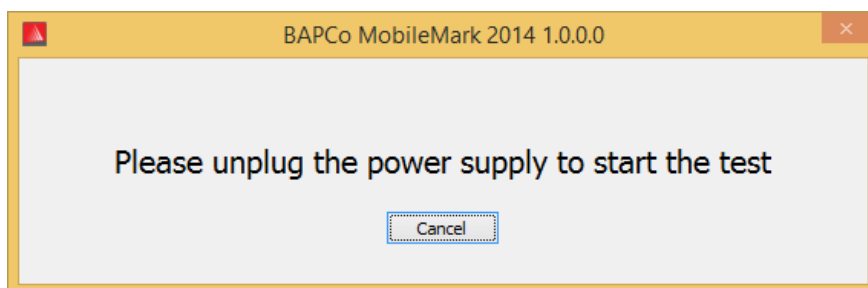 BAPCo MobileMark 2014 1.0.0.0
Please unplug the power supply to start the test
Cancel